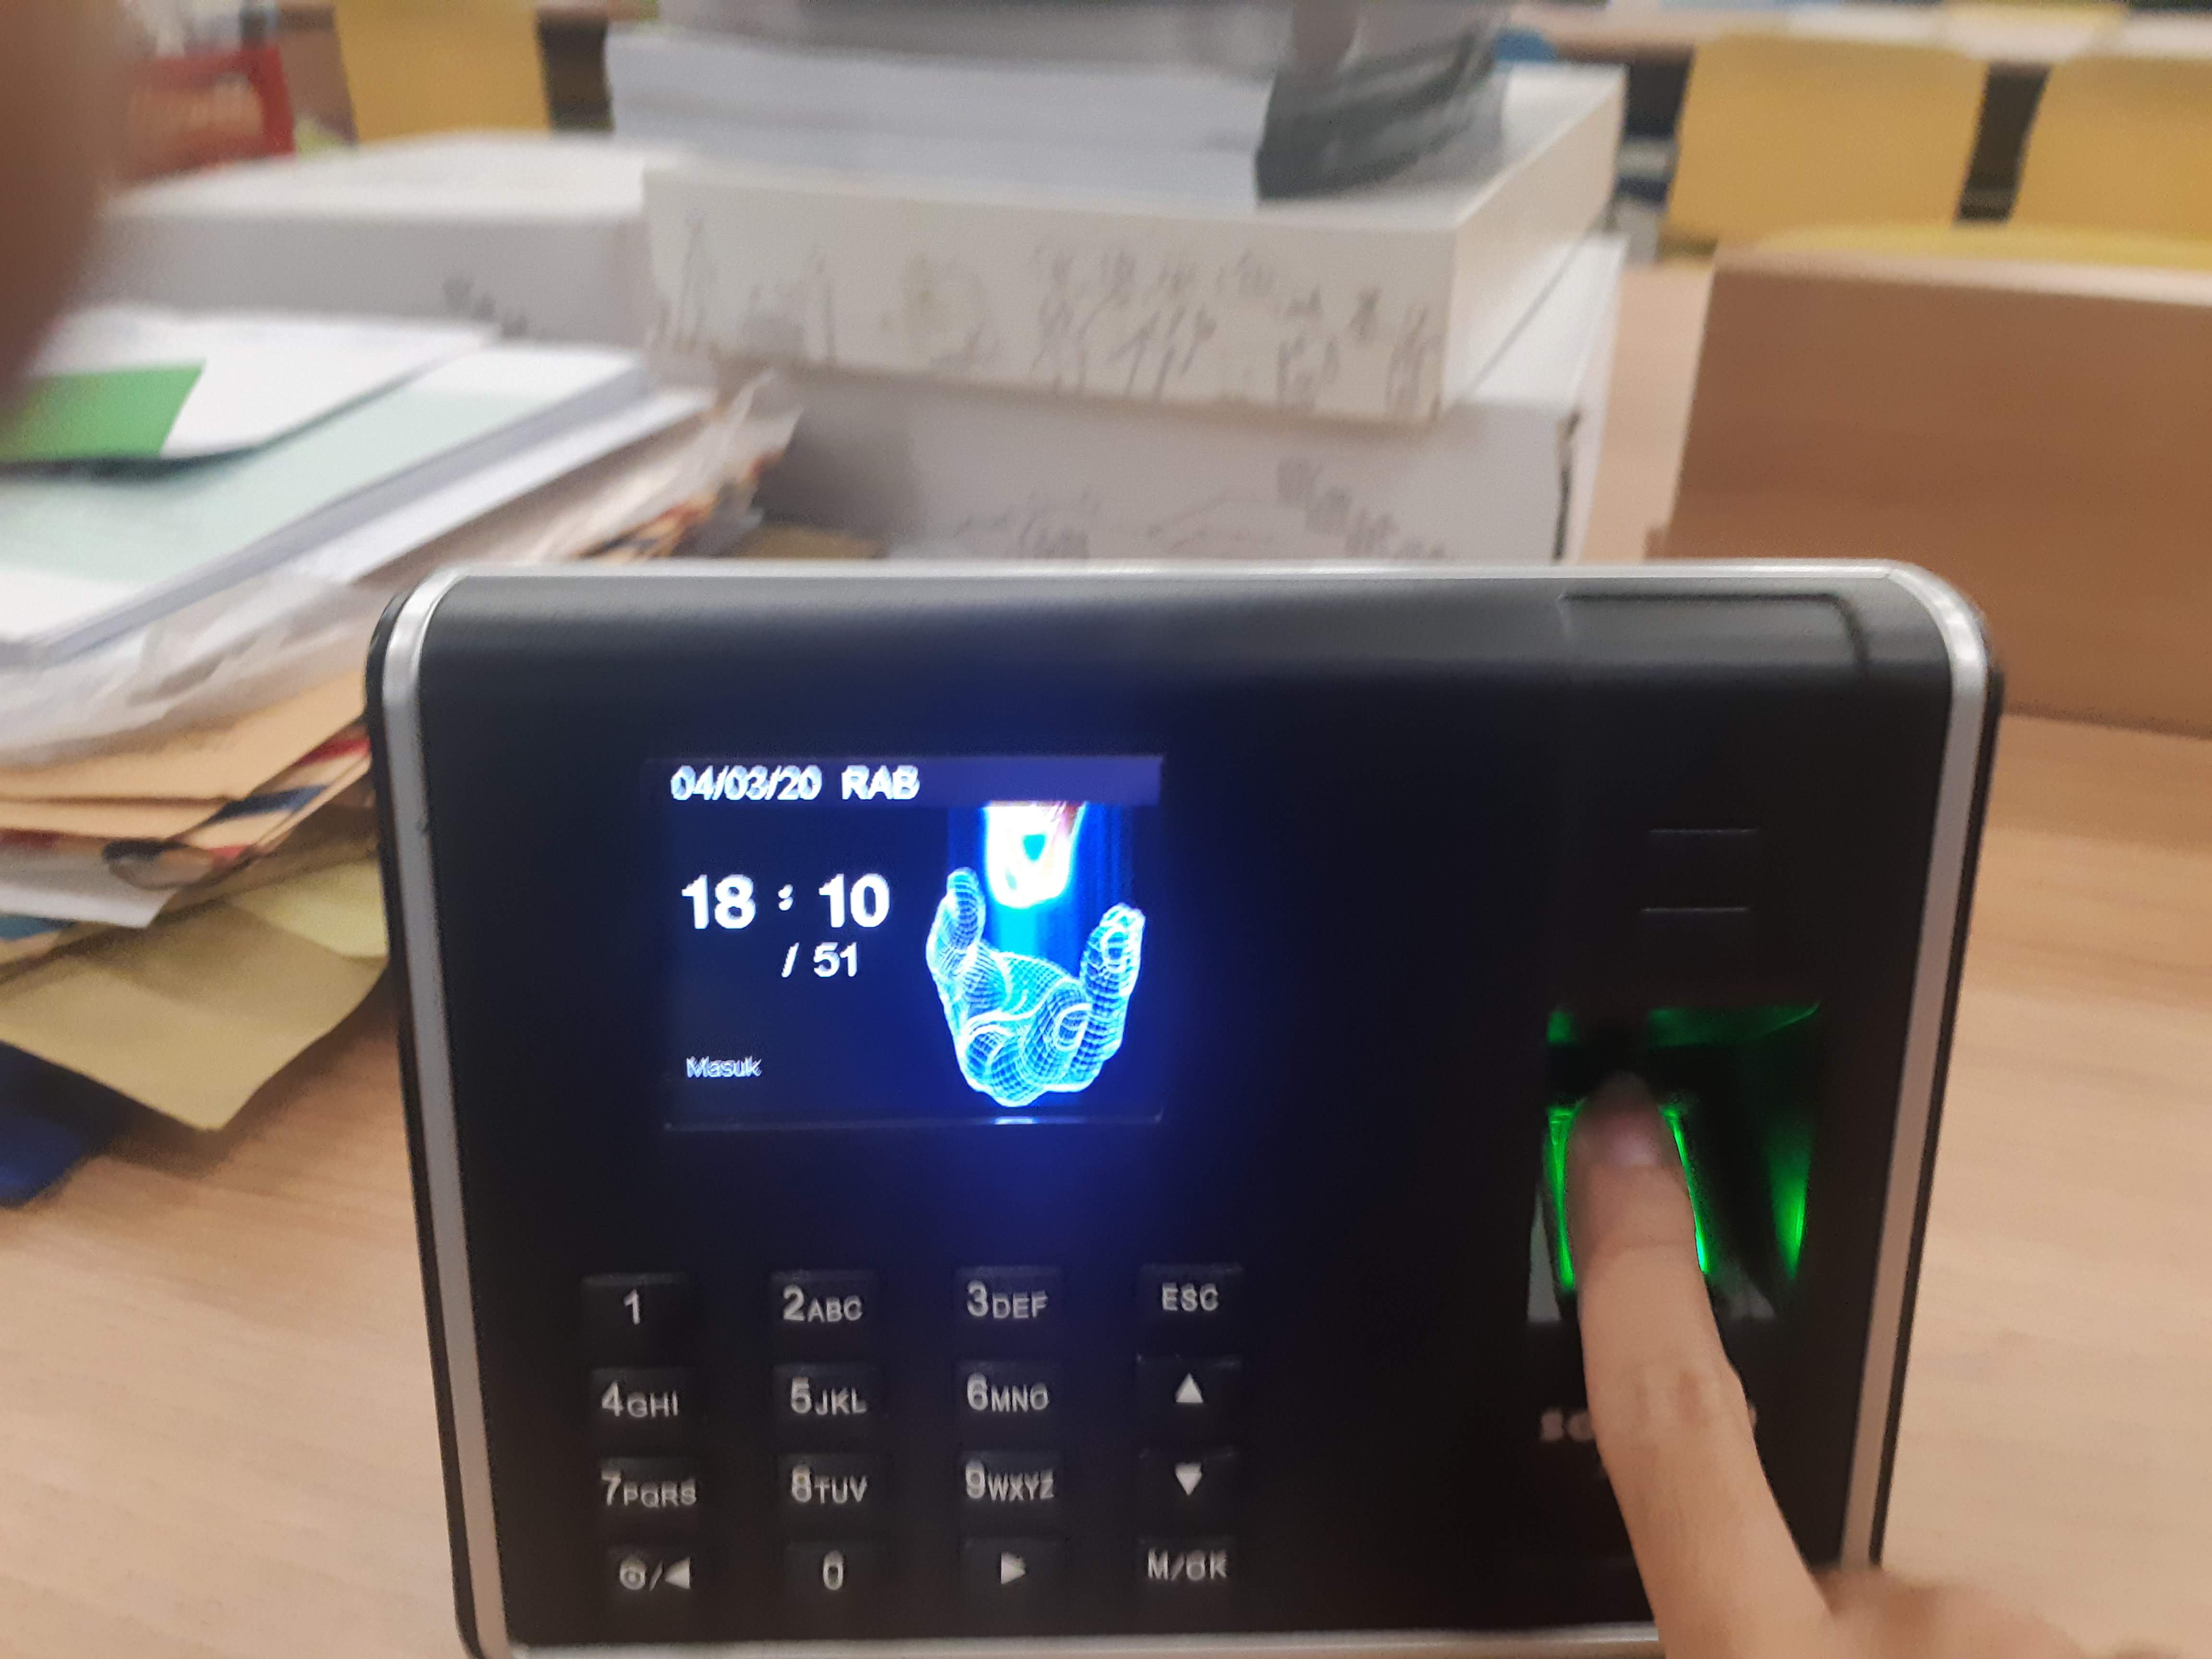 04/03/20 RAB
18 : 10
/ 51
Masuk
1 2ABC 3DEF ESC
4GHI 5JKL 6MNO ▲
7PQRS 8TUV 9WXYZ ▼
/◀ 0 ▶ M/OK